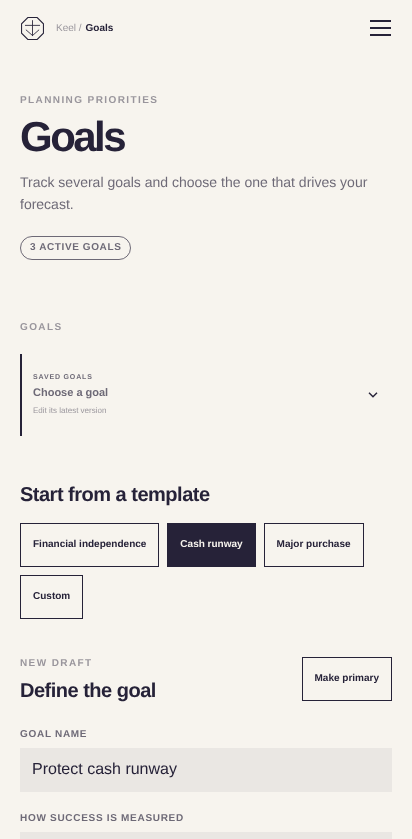 Keel / Goals
PLANNING PRIORITIES
Goals
Track several goals and choose the one that drives your
forecast.
3 ACTIVE GOALS
GOALS
SAVED GOALS
Choose a goal
Edit its latest version
Start from a template
Financial independence
Cash runway
Major purchase
Custom
NEW DRAFT
Define the goal
Make primary
GOAL NAME
Protect cash runway
HOW SUCCESS IS MEASURED